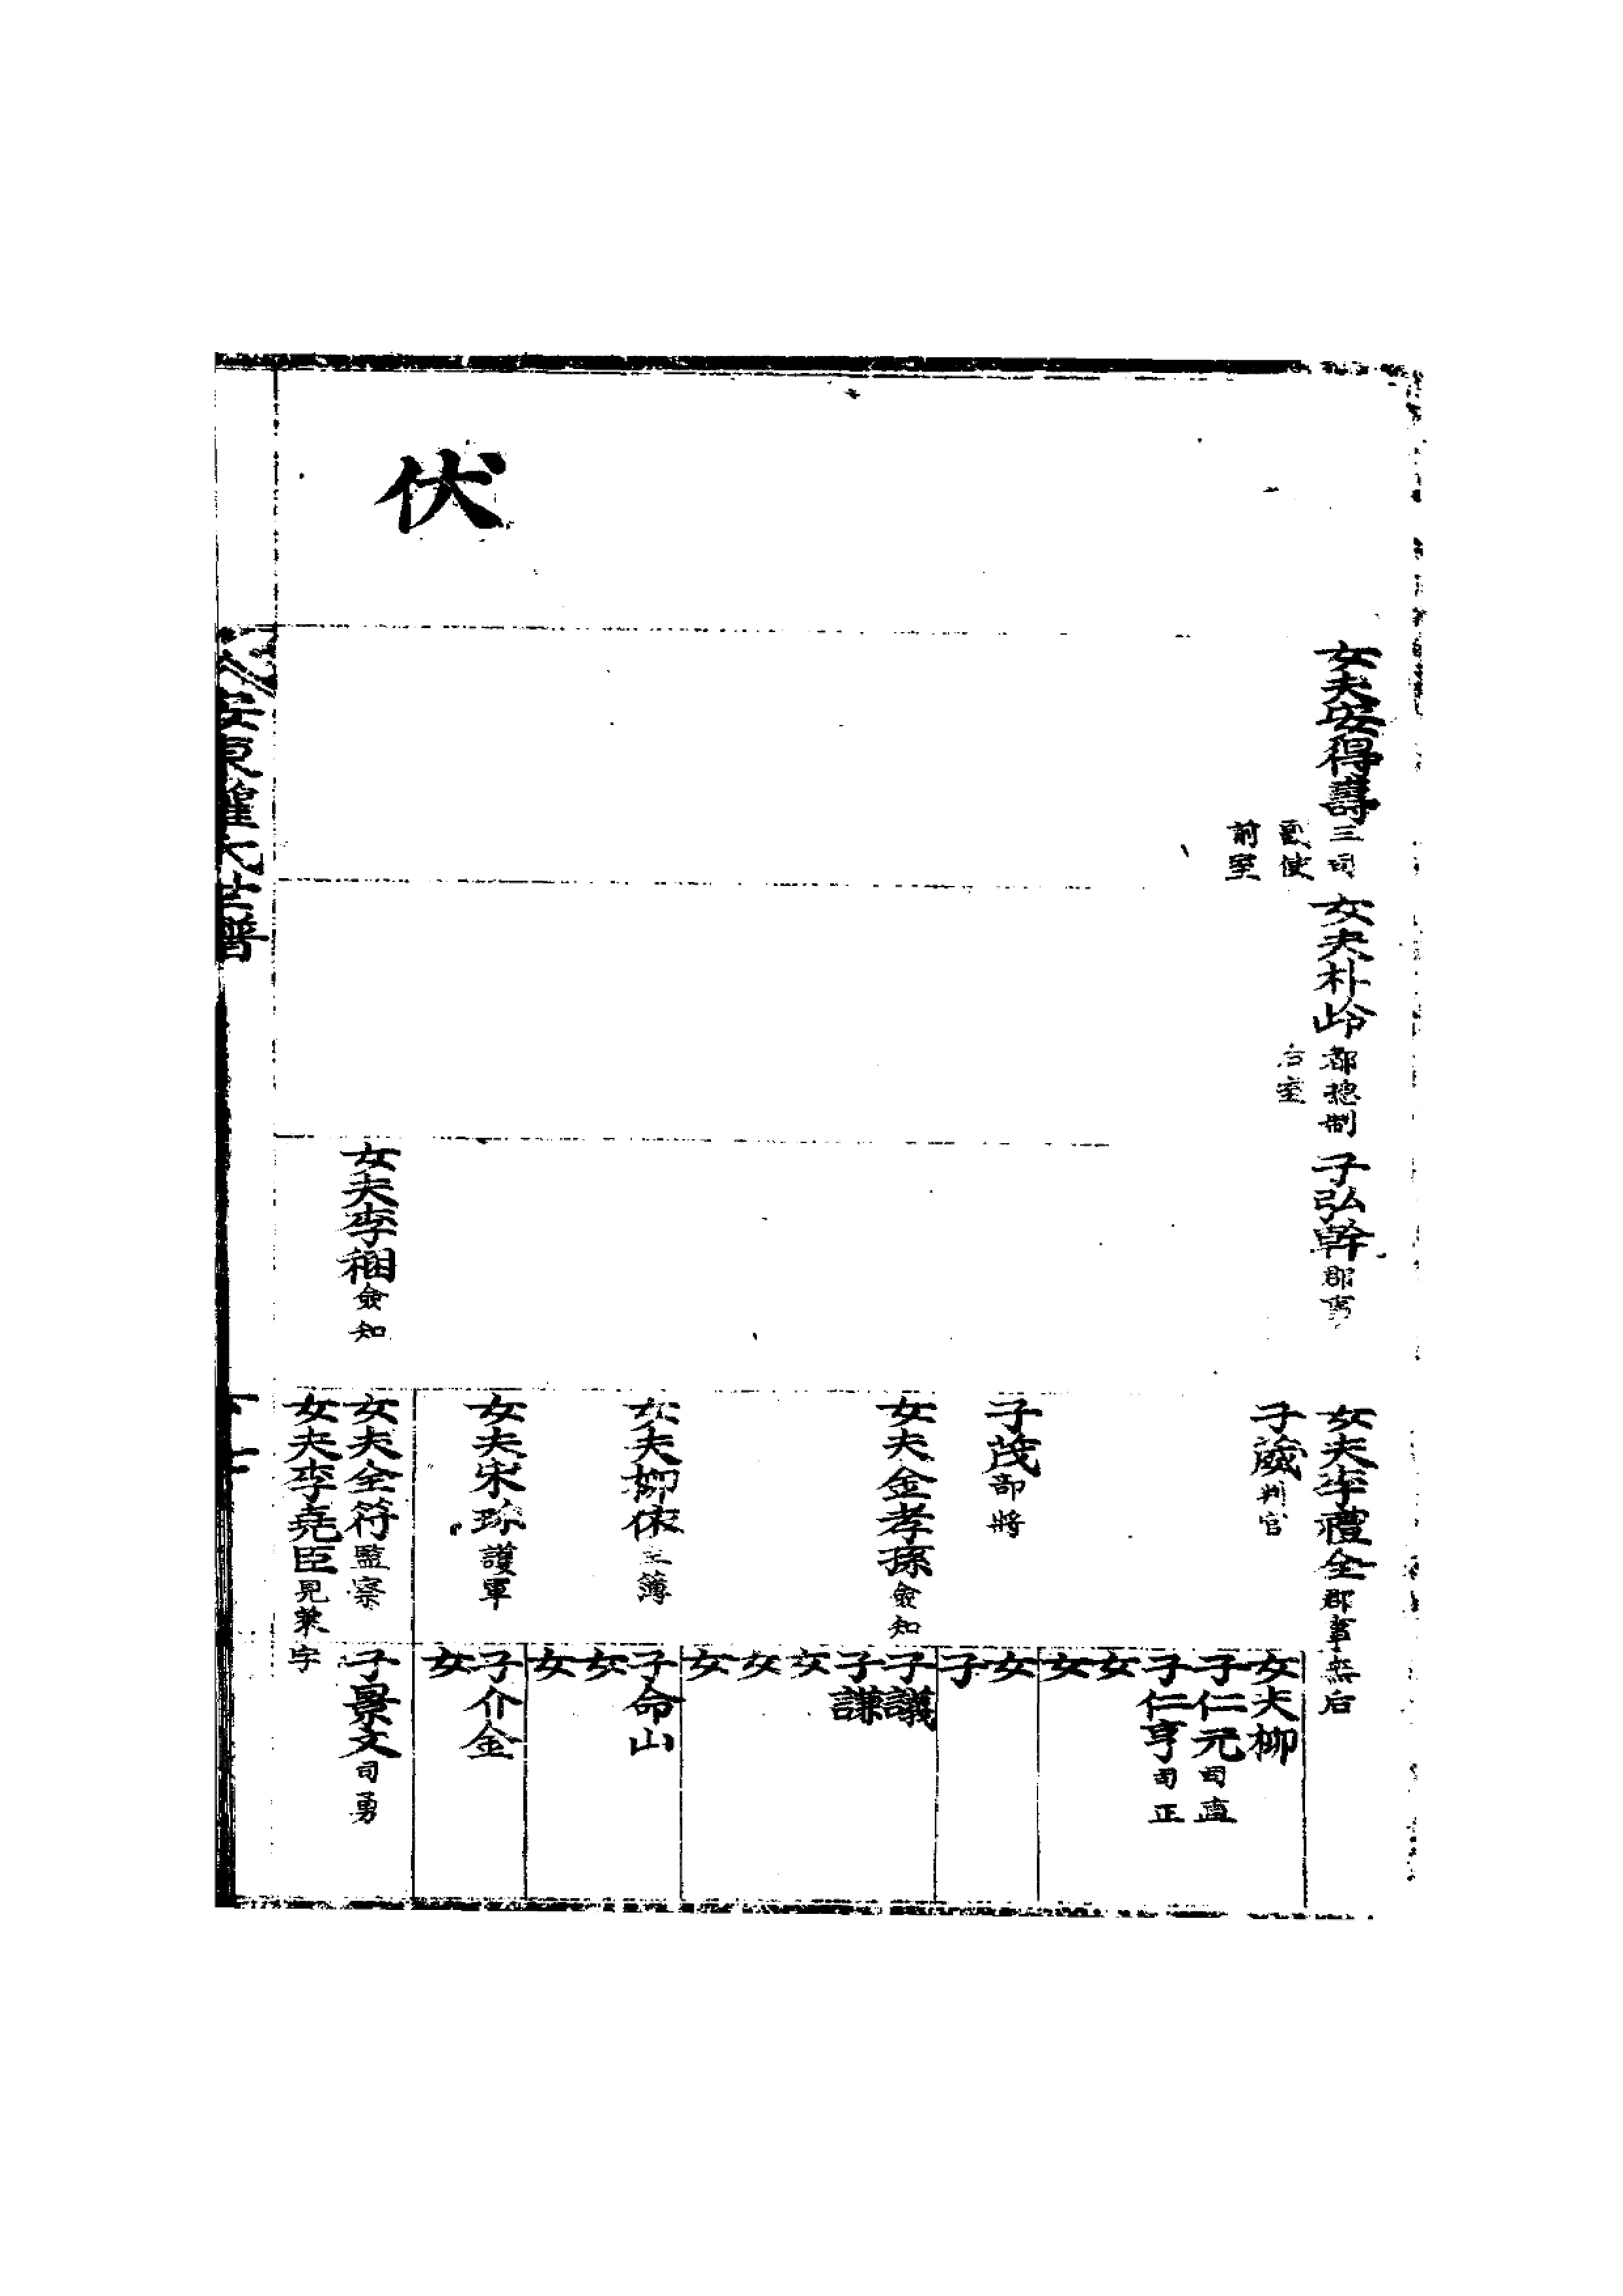 伏
女夫安得壽三司
副使
前室
女夫朴岭都摠制
后室
子弘幹郡事
女夫李稇僉知
女夫李禮全郡事無后
子葳判官
子茂部將
女夫金孝孫僉知
女夫柳依主簿
女夫宋珎護軍
女夫全符監察
女夫李堯臣見業字
女夫柳
子仁元司直
子仁亨司正
女
女
女
子
子議
子謙
女
女
女
子命山
女
女
子介金
女
子景文司勇
安東權氏世譜